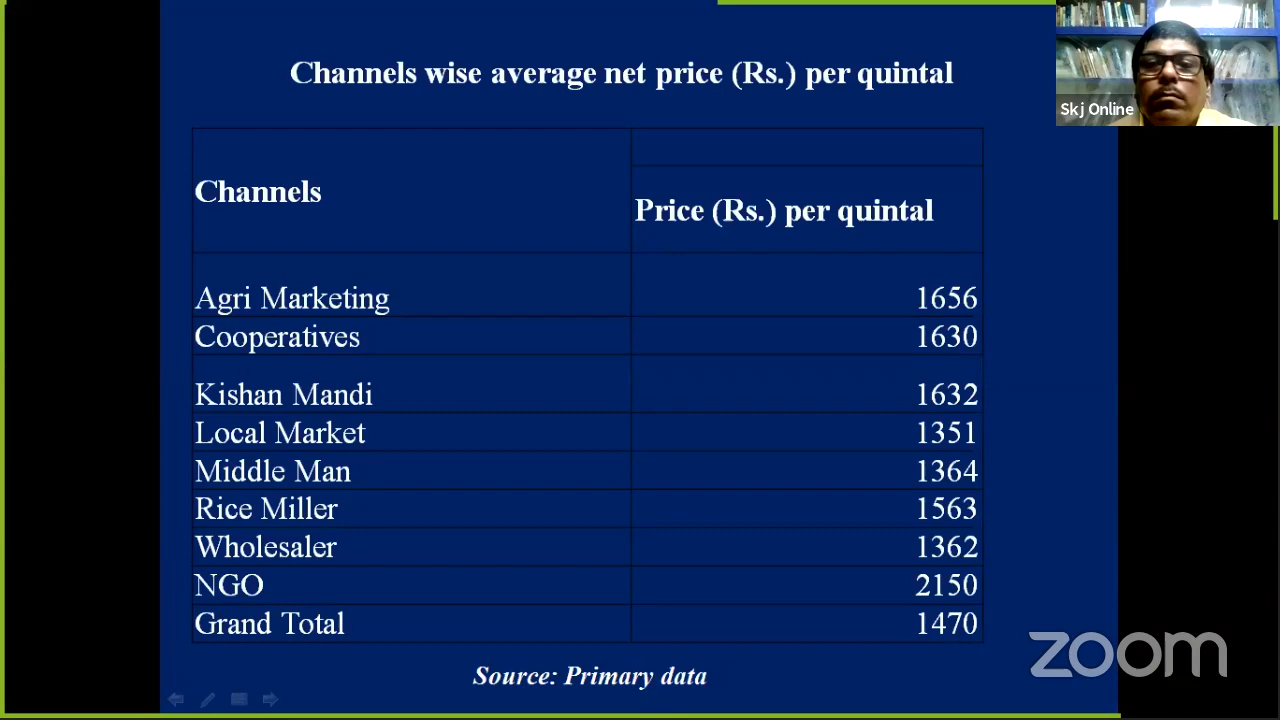 Channels wise average net price (Rs.) per quintal
Skj Online
Channels
Price (Rs.) per quintal
Agri Marketing 1656
Cooperatives 1630
Kishan Mandi 1632
Local Market 1351
Middle Man 1364
Rice Miller 1563
Wholesaler 1362
NGO 2150
Grand Total 1470
Source: Primary data
zoom